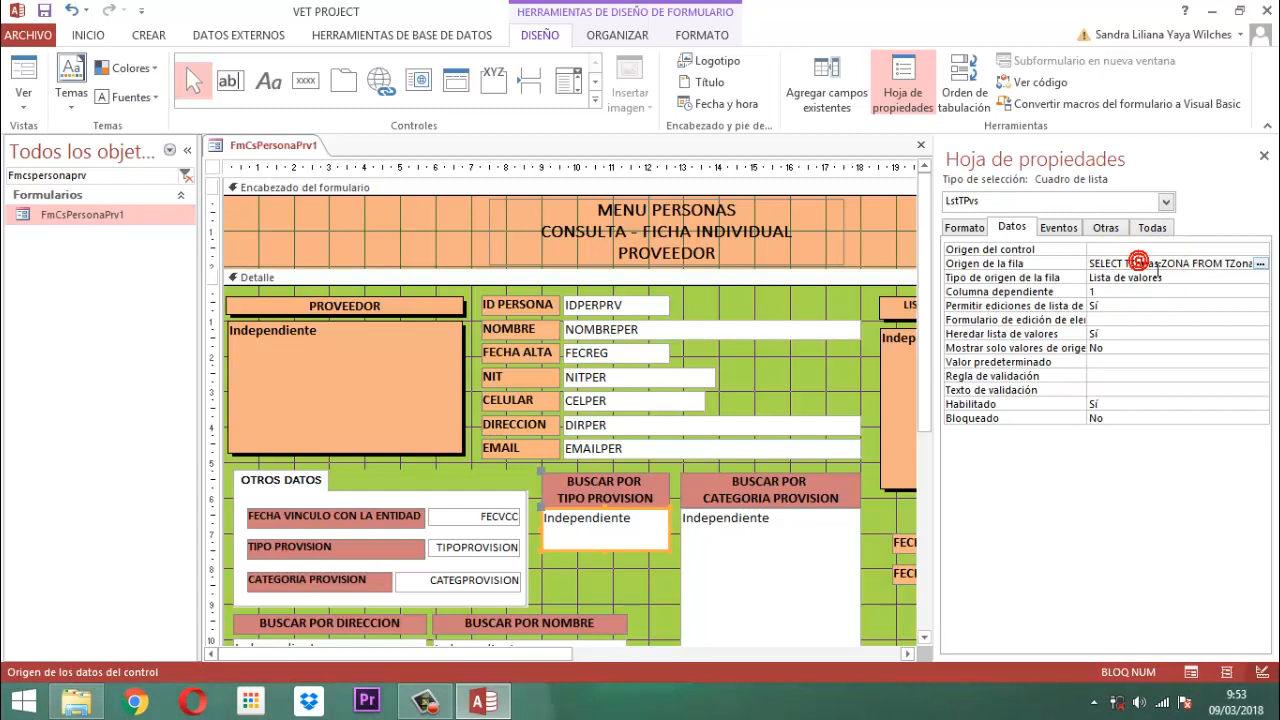 VET PROJECT
HERRAMIENTAS DE DISEÑO DE FORMULARIO
ARCHIVO INICIO CREAR DATOS EXTERNOS HERRAMIENTAS DE BASE DE DATOS DISEÑO ORGANIZAR FORMATO
Sandra Liliana Yaya Wilches
Ver
Vistas
Temas
Colores
Fuentes
Temas
ab|
Aa
xxxx
XYZ
Controles
Insertar
imagen
Logotipo
Título
Fecha y hora
Encabezado y pie de...
Agregar campos
existentes
Hoja de
propiedades
Orden de
tabulación
Subformulario en nueva ventana
Ver código
Convertir macros del formulario a Visual Basic
Herramientas
Todos los objet...
Fmcspersonaprv
Formularios
FmCsPersonaPrv1
FmCsPersonaPrv1
Encabezado del formulario
MENU PERSONAS
CONSULTA - FICHA INDIVIDUAL
PROVEEDOR
Detalle
PROVEEDOR
Independiente
ID PERSONA IDPERPRV
NOMBRE NOMBREPER
FECHA ALTA FECREG
NIT NITPER
CELULAR CELPER
DIRECCION DIRPER
EMAIL EMAILPER
LIS
Indep
OTROS DATOS
FECHA VINCULO CON LA ENTIDAD FECVCC
TIPO PROVISION TIPOPROVISION
CATEGORIA PROVISION CATEGPROVISION
BUSCAR POR
TIPO PROVISION
Independiente
BUSCAR POR
CATEGORIA PROVISION
Independiente
FECH
FECH
BUSCAR POR DIRECCION BUSCAR POR NOMBRE
Hoja de propiedades
Tipo de selección: Cuadro de lista
LstTPvs
Formato Datos Eventos Otras Todas
Origen del control
Origen de la fila
Tipo de origen de la fila Lista de valores
Columna dependiente 1
Permitir ediciones de lista de Sí
Formulario de edición de eler
Heredar lista de valores Sí
Mostrar solo valores de orige No
Valor predeterminado
Regla de validación
Texto de validación
Habilitado Sí
Bloqueado No
Origen de los datos del control
BLOQ NUM
Pr
9:53
09/03/2018